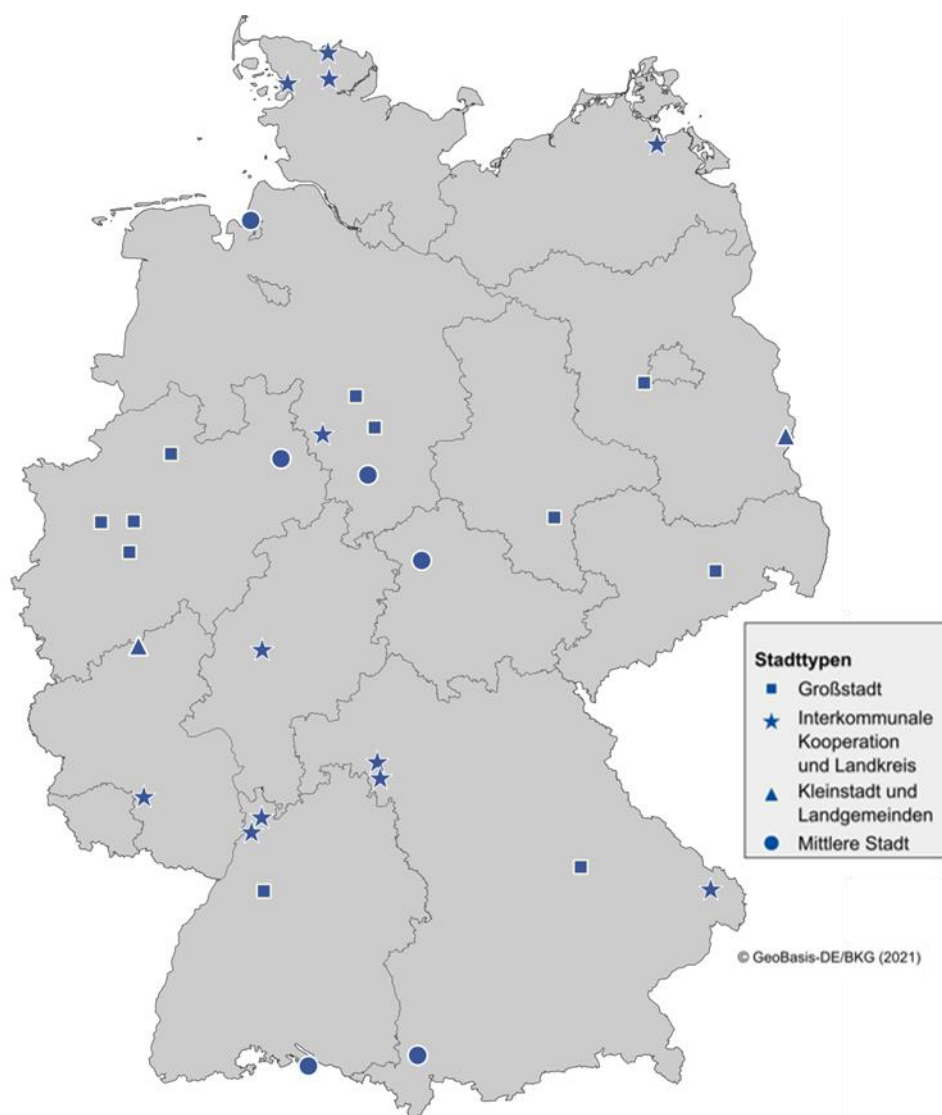 Stadttypen
Großstadt
Interkommunale
Kooperation
und Landkreis
Kleinstadt und
Landgemeinden
Mittlere Stadt
© GeoBasis-DE/BKG (2021)